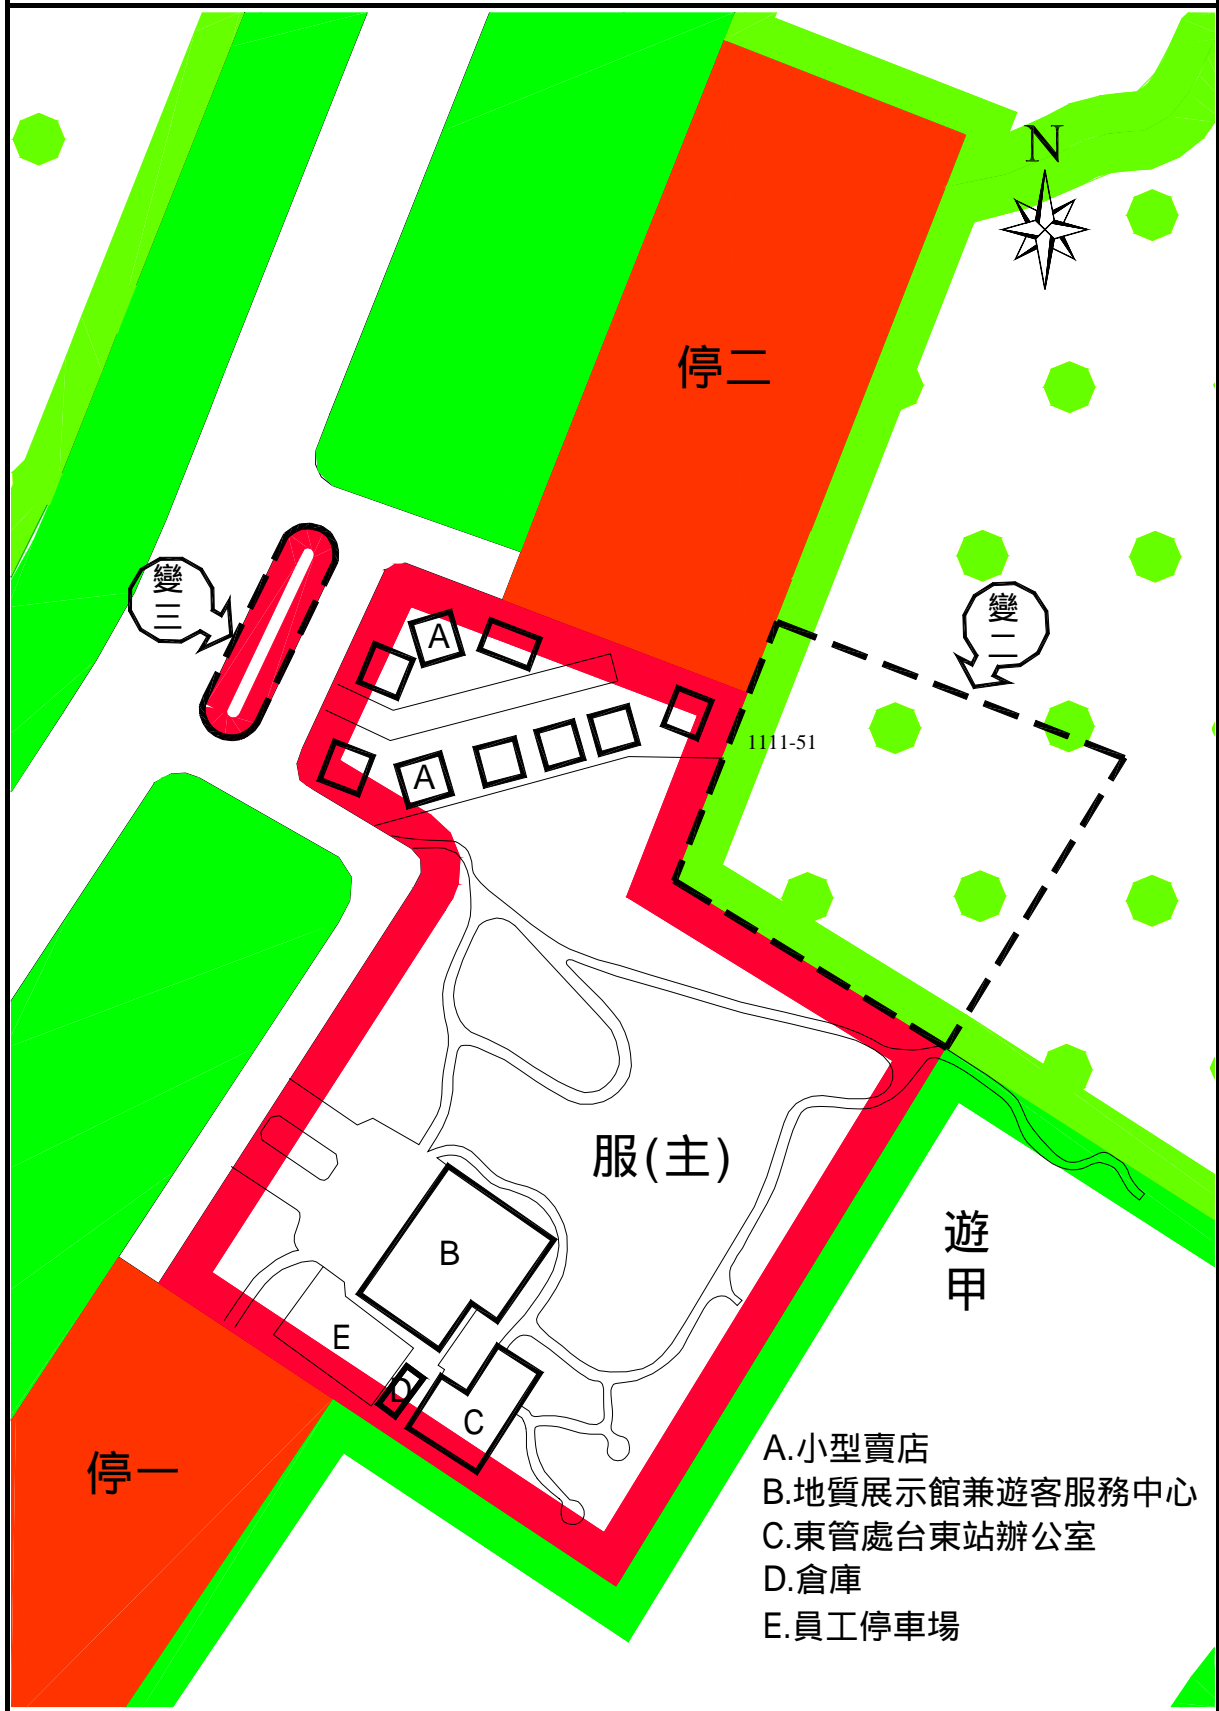 N
停二
變
三
變
二
A
1111-51
A
服(主)
遊
甲
B
E
D
C
停一
A.小型賣店
B.地質展示館兼遊客服務中心
C.東管處台東站辦公室
D.倉庫
E.員工停車場